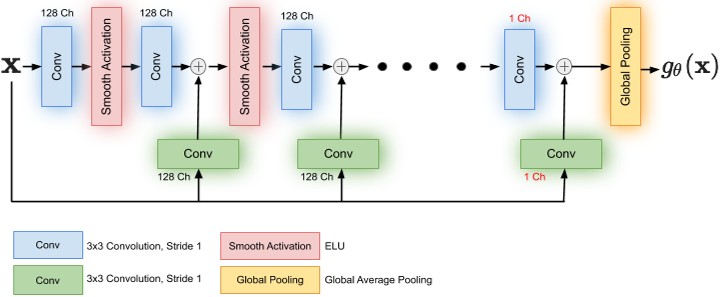 128 Ch
128 Ch
128 Ch
1 Ch
x
Conv
Smooth Activation
Conv
Smooth Activation
Conv
Conv
Global Pooling
gθ(x)
Conv
Conv
Conv
128 Ch
128 Ch
1 Ch
Conv 3x3 Convolution, Stride 1
Smooth Activation ELU
Conv 3x3 Convolution, Stride 1
Global Pooling Global Average Pooling